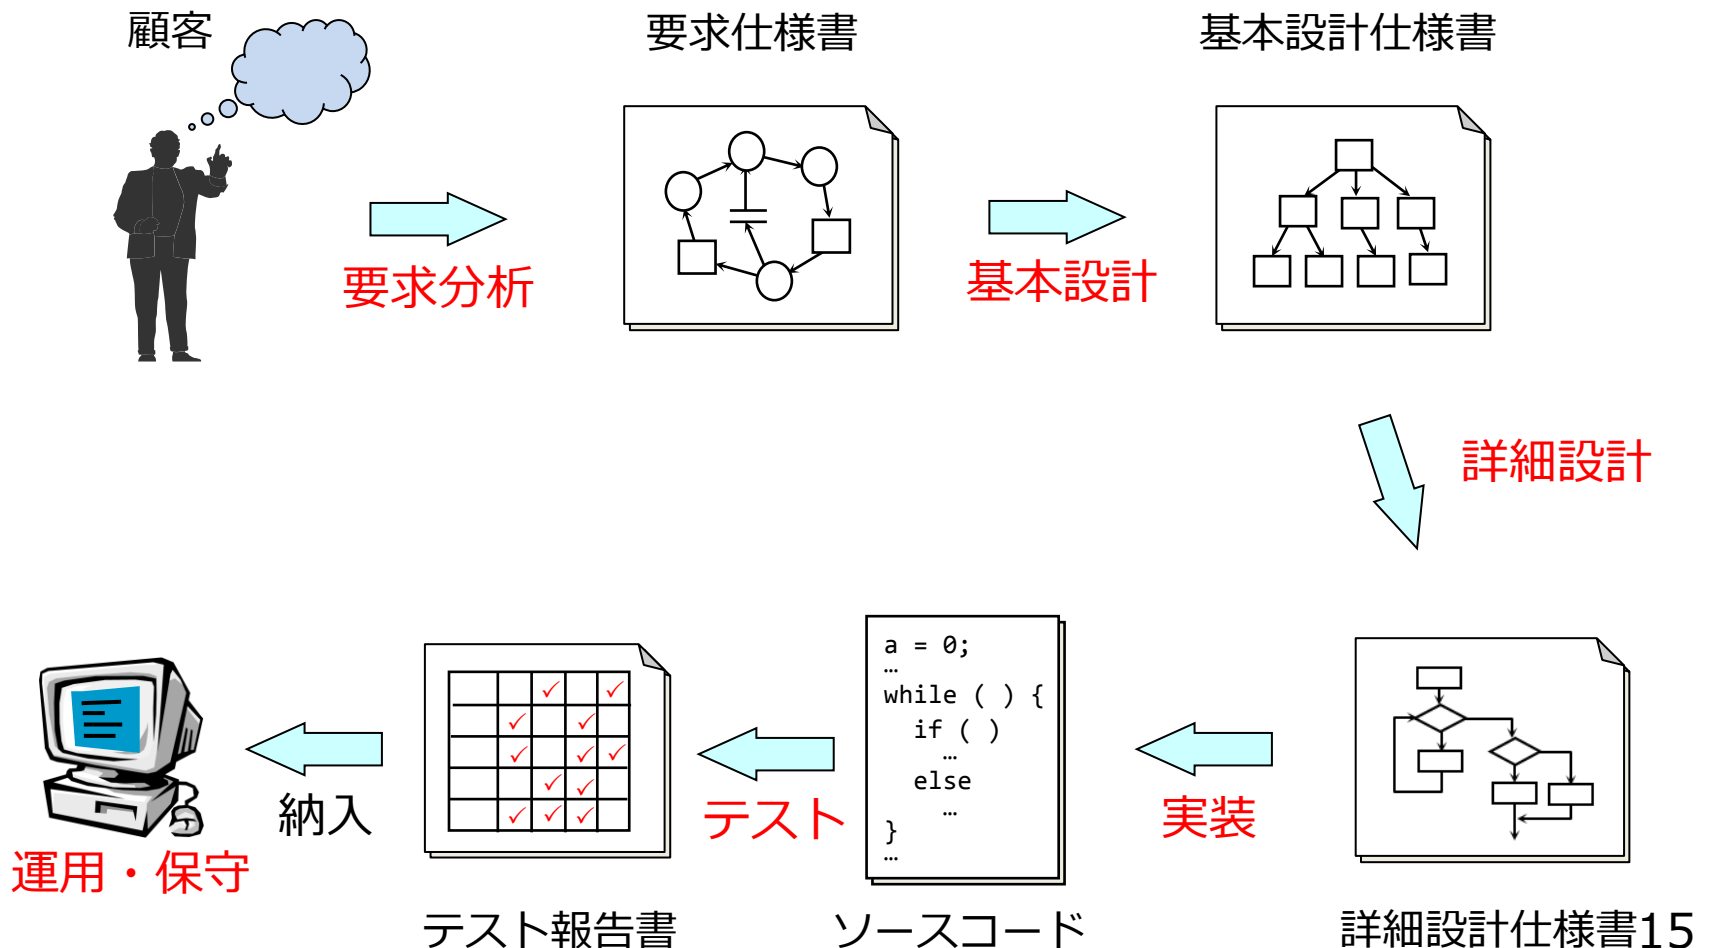 顧客
要求仕様書
基本設計仕様書
要求分析
基本設計
詳細設計
a = 0;
…
while ( ) {
if ( )
…
else
…
}
…
実装
テスト
納入
運用・保守
テスト報告書
ソースコード
詳細設計仕様書15